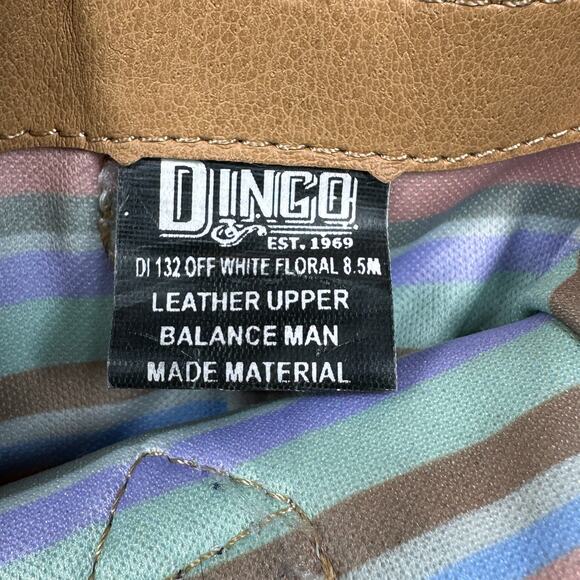 DINGO
EST. 1969
DI 132 OFF WHITE FLORAL 8.5M
LEATHER UPPER
BALANCE MAN
MADE MATERIAL